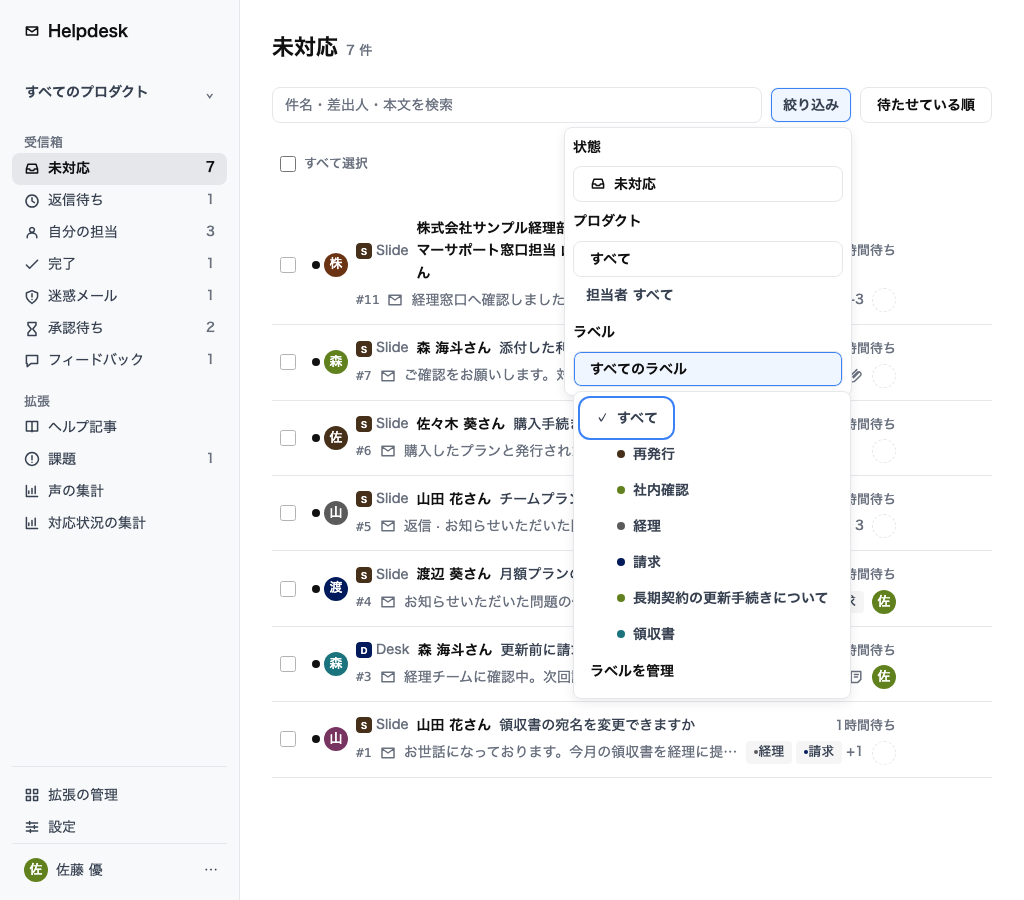 Helpdesk
すべてのプロダクト
受信箱
未対応 7
返信待ち 1
自分の担当 3
完了 1
迷惑メール 1
承認待ち 2
フィードバック 1
拡張
ヘルプ記事
課題 1
声の集計
対応状況の集計
拡張の管理
設定
佐 佐藤 優 …
未対応 7 件
件名・差出人・本文を検索 絞り込み 待たせている順
すべて選択
状態
未対応
プロダクト
すべて
担当者 すべて
ラベル
すべてのラベル
✓ すべて
再発行
社内確認
経理
請求
長期契約の更新手続きについて
領収書
ラベルを管理
株式会社サンプル経理部
株 S Slide マーサポート窓口担当 時間待ち
ん
#11 経理窓口へ確認しました -3
森 S Slide 森 海斗さん 添付した 時間待ち
#7 ご確認をお願いします。
佐 S Slide 佐々木 葵さん 購入手続 時間待ち
#6 購入したプランと発行され
山 S Slide 山田 花さん チームプラ 時間待ち
#5 返信 · お知らせいただいた 3
渡 S Slide 渡辺 葵さん 月額プラン 時間待ち
#4 お知らせいただいた問題の 佐
森 D Desk 森 海斗さん 更新前に 時間待ち
#3 経理チームに確認中。次回 佐
山 S Slide 山田 花さん 領収書の宛名を変更できますか 1時間待ち
#1 お世話になっております。今月の領収書を経理に提… •経理 •請求 +1